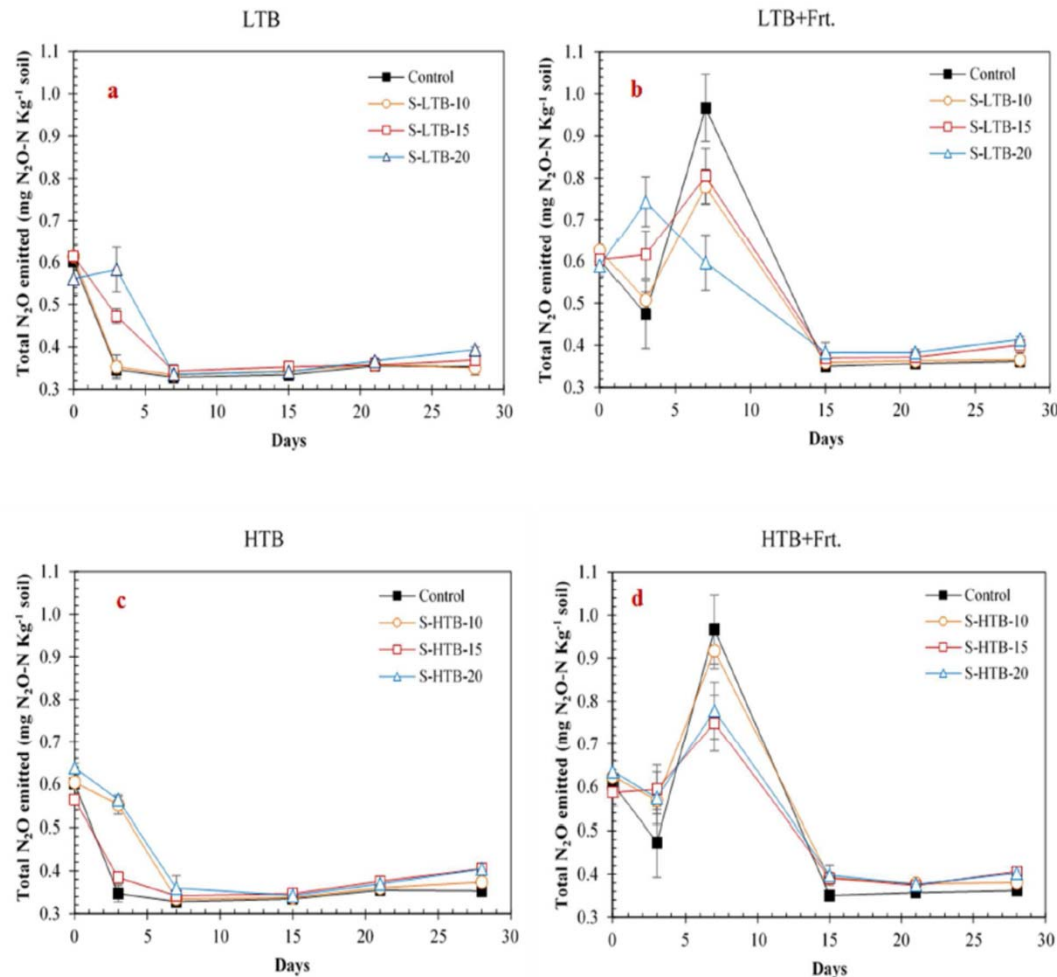 LTB
Total N₂O emitted (mg N₂O-N Kg⁻¹ soil)
1.1
1.0
0.9
0.8
0.7
0.6
0.5
0.4
0.3
a
Control
S-LTB-10
S-LTB-15
S-LTB-20
0 5 10 15 20 25 30
Days
LTB+Frt.
Total N₂O emitted (mg N₂O-N Kg⁻¹ soil)
1.1
1.0
0.9
0.8
0.7
0.6
0.5
0.4
0.3
b
Control
S-LTB-10
S-LTB-15
S-LTB-20
0 5 10 15 20 25 30
Days
HTB
Total N₂O emitted (mg N₂O-N Kg⁻¹ soil)
1.1
1.0
0.9
0.8
0.7
0.6
0.5
0.4
0.3
c
Control
S-HTB-10
S-HTB-15
S-HTB-20
0 5 10 15 20 25 30
Days
HTB+Frt.
Total N₂O emitted (mg N₂O-N Kg⁻¹ soil)
1.1
1.0
0.9
0.8
0.7
0.6
0.5
0.4
0.3
d
Control
S-HTB-10
S-HTB-15
S-HTB-20
0 5 10 15 20 25 30
Days